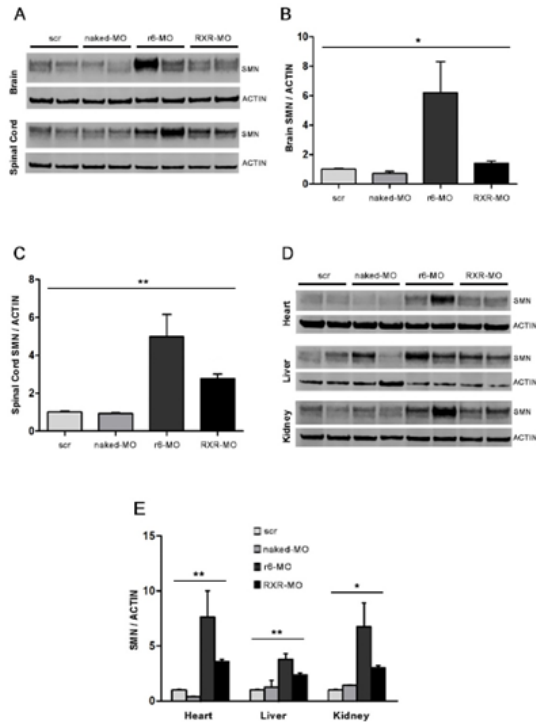 A
scr naked-MO r6-MO RXR-MO
Brain
SMN
ACTIN
Spinal Cord
SMN
ACTIN
B
*
Brain SMN / ACTIN
10
8
6
4
2
0
scr naked-MO r6-MO RXR-MO
C
**
Spinal Cord SMN / ACTIN
8
6
4
2
0
scr naked-MO r6-MO RXR-MO
D
scr naked-MO r6-MO RXR-MO
Heart
SMN
ACTIN
Liver
SMN
ACTIN
Kidney
SMN
ACTIN
E
SMN / ACTIN
15
10
5
0
scr
naked-MO
r6-MO
RXR-MO
** ** *
Heart Liver Kidney